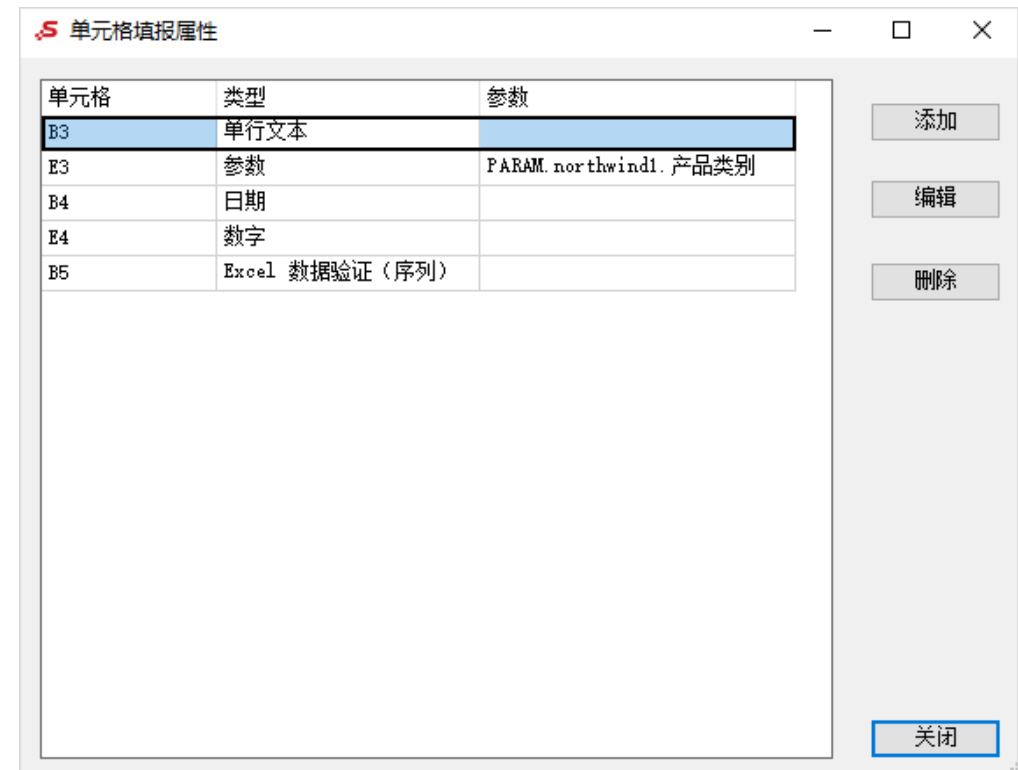 单元格填报属性
单元格 类型 参数
添加
B3 单行文本
E3 参数 PARAM.northwind1.产品类别
编辑
B4 日期
E4 数字
B5 Excel 数据验证（序列）
删除
关闭